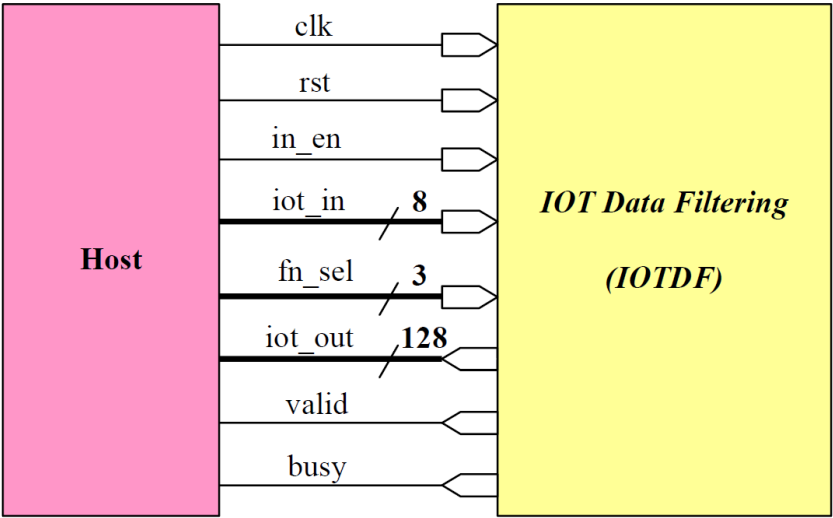 clk
rst
in_en
iot_in 8
fn_sel 3
iot_out 128
valid
busy
Host
IOT Data Filtering
(IOTDF)